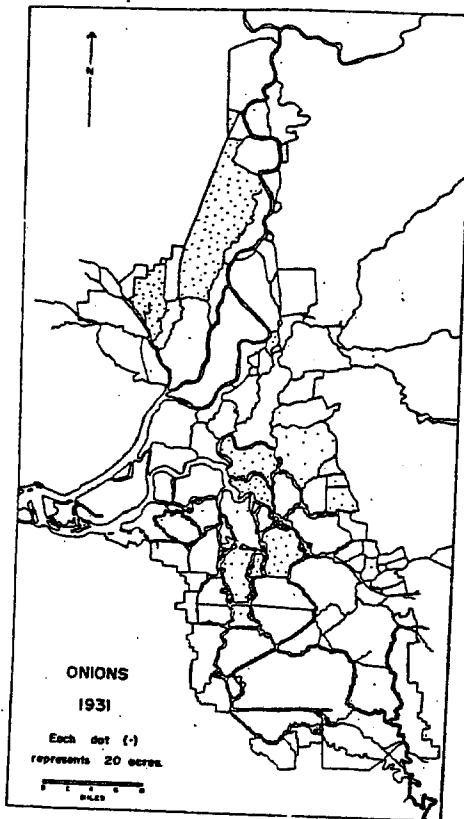 N
ONIONS
1931
Each dot (·)
represents 20 acres.
MILES